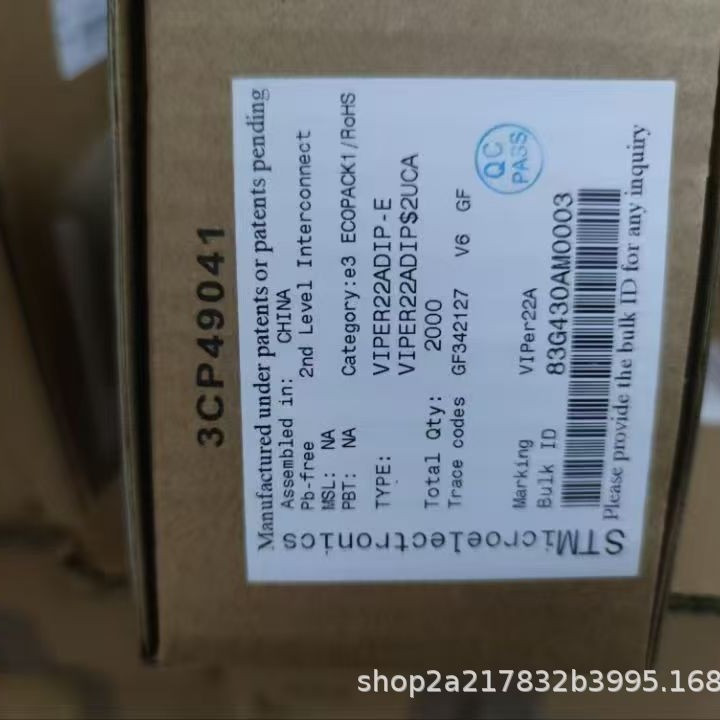 3CP49041
Manufactured under patents or patents pending
Assembled in: CHINA
Pb-free 2nd Level Interconnect
MSL: NA
PBT: NA Category:e3 ECOPACK1/RoHS
TYPE: VIPER22ADIP-E
VIPER22ADIP$2UCA
Total Qty: 2000
Trace codes GF342127 V6 GF
QC
PASS
Marking VIPer22A
Bulk ID 83G430AM0003
Please provide the bulk ID for any inquiry
STMicroelectronics
shop2a217832b3995.168